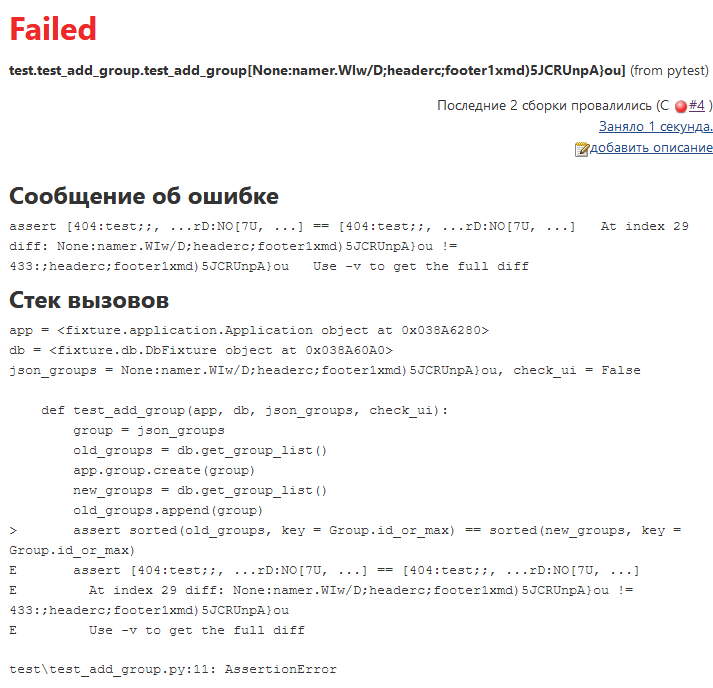 Failed
test.test_add_group.test_add_group[None:namer.WIw/D;headerc;footer1xmd)5JCRUnpA}ou] (from pytest)
Последние 2 сборки провалились (С #4 )
Заняло 1 секунда.
добавить описание
Сообщение об ошибке
assert [404:test;;, ...rD:NO[7U, ...] == [404:test;;, ...rD:NO[7U, ...]   At index 29
diff: None:namer.WIw/D;headerc;footer1xmd)5JCRUnpA}ou !=
433:;headerc;footer1xmd)5JCRUnpA}ou   Use -v to get the full diff
Стек вызовов
app = <fixture.application.Application object at 0x038A6280>
db = <fixture.db.DbFixture object at 0x038A60A0>
json_groups = None:namer.WIw/D;headerc;footer1xmd)5JCRUnpA}ou, check_ui = False
    def test_add_group(app, db, json_groups, check_ui):
        group = json_groups
        old_groups = db.get_group_list()
        app.group.create(group)
        new_groups = db.get_group_list()
        old_groups.append(group)
>       assert sorted(old_groups, key = Group.id_or_max) == sorted(new_groups, key =
Group.id_or_max)
E       assert [404:test;;, ...rD:NO[7U, ...] == [404:test;;, ...rD:NO[7U, ...]
E         At index 29 diff: None:namer.WIw/D;headerc;footer1xmd)5JCRUnpA}ou !=
433:;headerc;footer1xmd)5JCRUnpA}ou
E         Use -v to get the full diff
test\test_add_group.py:11: AssertionError